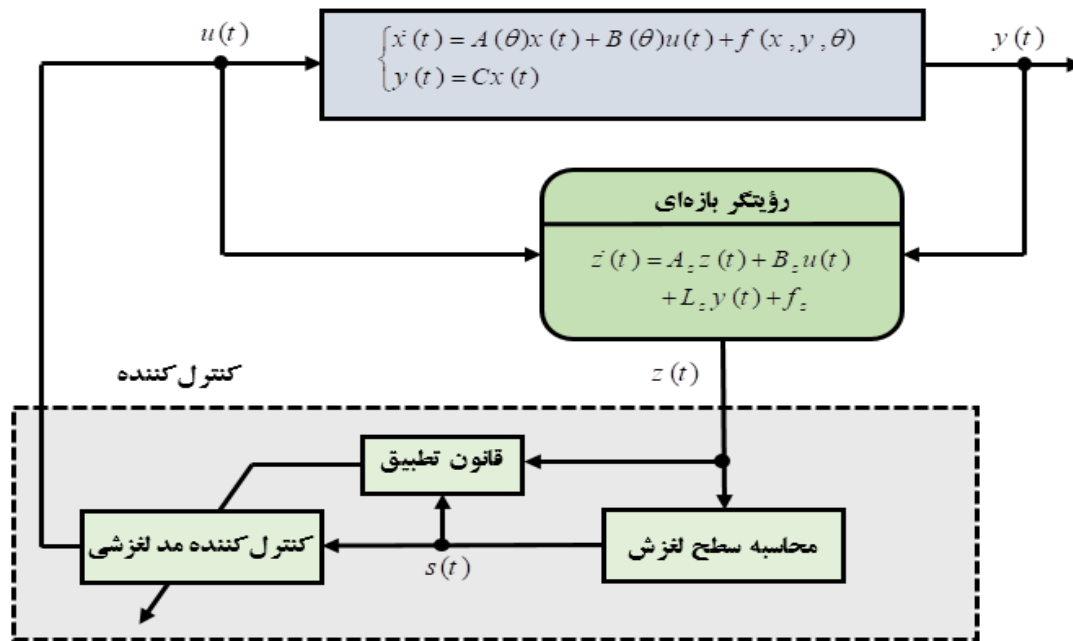 u(t)
ẋ(t) = A(θ)x(t) + B(θ)u(t) + f(x, y, θ)
y(t) = Cx(t)
y(t)
رؤیتگر بازه‌ای
ż(t) = A_z z(t) + B_z u(t)
+ L_z y(t) + f_z
z(t)
کنترل‌کننده
قانون تطبیق
کنترل‌کننده مد لغزشی
s(t)
محاسبه سطح لغزش